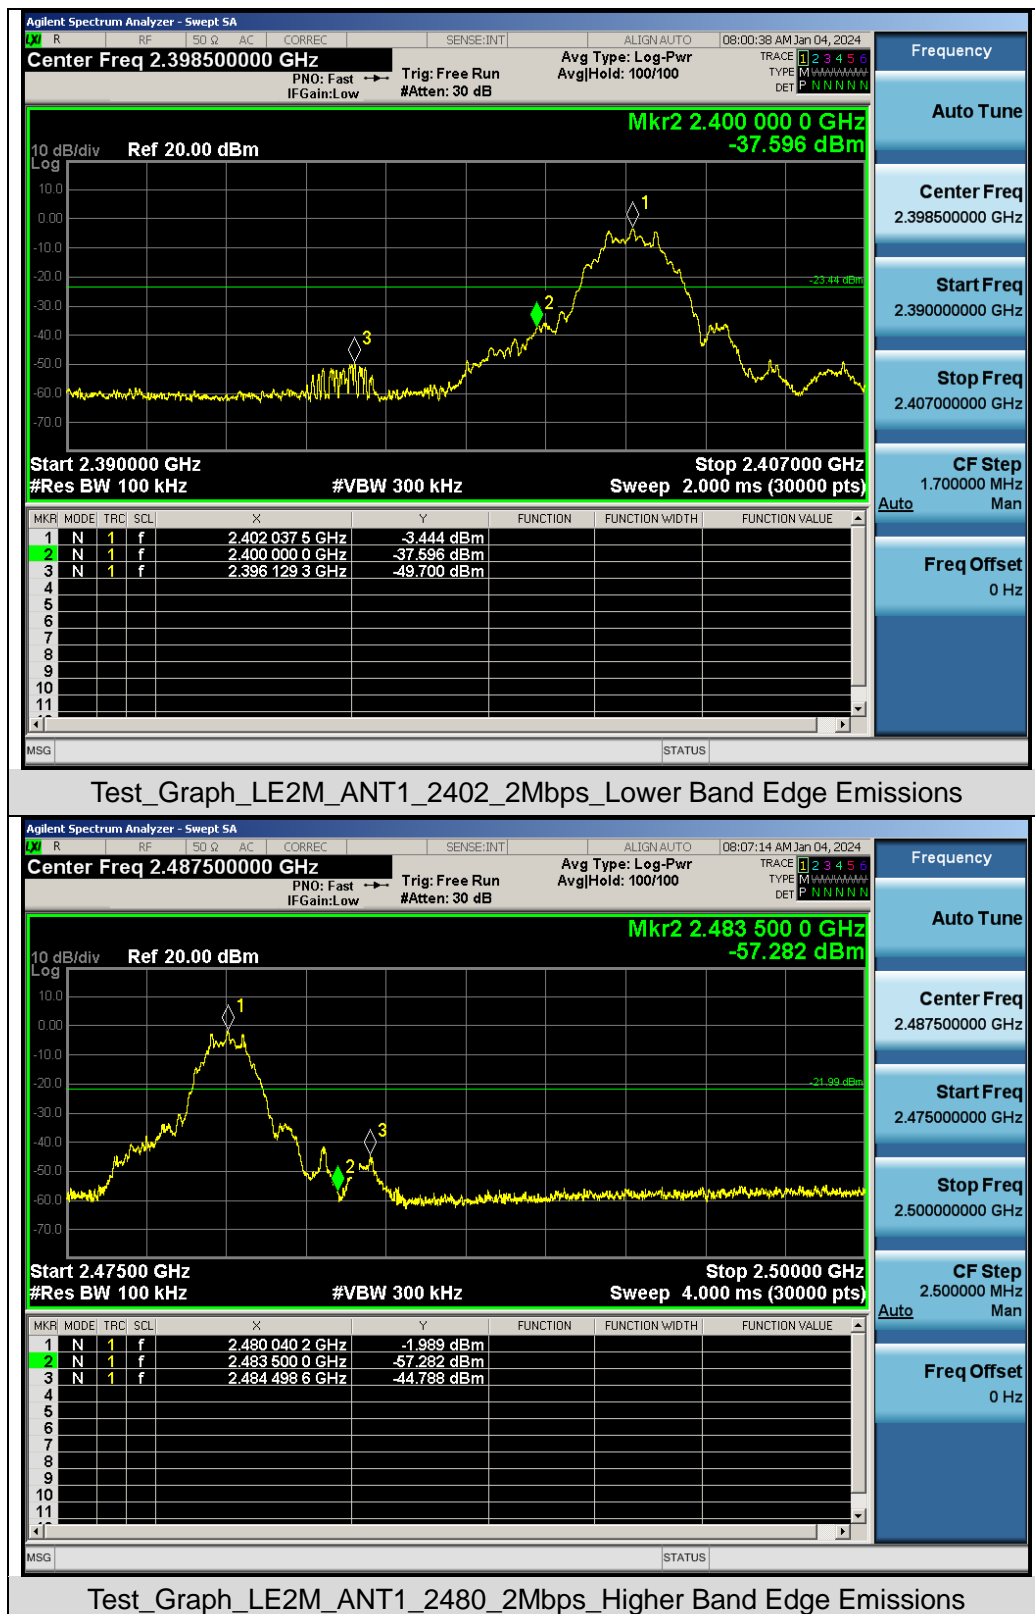 Agilent Spectrum Analyzer - Swept SA
LXI R RF 50 Ω AC CORREC SENSE:INT ALIGN AUTO 08:00:38 AM Jan 04, 2024
Center Freq 2.398500000 GHz
PNO: Fast
IFGain:Low
Trig: Free Run
#Atten: 30 dB
Avg Type: Log-Pwr
Avg|Hold: 100/100
TRACE 1 2 3 4 5 6
TYPE M
DET P N N N N N
Mkr2 2.400 000 0 GHz
-37.596 dBm
10 dB/div Ref 20.00 dBm
Log
10.0
0.00
-10.0
-20.0
-30.0
-40.0
-50.0
-60.0
-70.0
1
2
3
-23.44 dBm
Start 2.390000 GHz Stop 2.407000 GHz
#Res BW 100 kHz #VBW 300 kHz Sweep 2.000 ms (30000 pts)
MKR MODE TRC SCL X Y FUNCTION FUNCTION WIDTH FUNCTION VALUE
1 N 1 f 2.402 037 5 GHz -3.444 dBm
2 N 1 f 2.400 000 0 GHz -37.596 dBm
3 N 1 f 2.396 129 3 GHz -49.700 dBm
4
5
6
7
8
9
10
11
MSG STATUS
Frequency
Auto Tune
Center Freq
2.398500000 GHz
Start Freq
2.390000000 GHz
Stop Freq
2.407000000 GHz
CF Step
1.700000 MHz
Auto Man
Freq Offset
0 Hz
Test_Graph_LE2M_ANT1_2402_2Mbps_Lower Band Edge Emissions
Agilent Spectrum Analyzer - Swept SA
LXI R RF 50 Ω AC CORREC SENSE:INT ALIGN AUTO 08:07:14 AM Jan 04, 2024
Center Freq 2.487500000 GHz
PNO: Fast
IFGain:Low
Trig: Free Run
#Atten: 30 dB
Avg Type: Log-Pwr
Avg|Hold: 100/100
TRACE 1 2 3 4 5 6
TYPE M
DET P N N N N N
Mkr2 2.483 500 0 GHz
-57.282 dBm
10 dB/div Ref 20.00 dBm
Log
10.0
0.00
-10.0
-20.0
-30.0
-40.0
-50.0
-60.0
-70.0
1
2
3
-21.99 dBm
Start 2.47500 GHz Stop 2.50000 GHz
#Res BW 100 kHz #VBW 300 kHz Sweep 4.000 ms (30000 pts)
MKR MODE TRC SCL X Y FUNCTION FUNCTION WIDTH FUNCTION VALUE
1 N 1 f 2.480 040 2 GHz -1.989 dBm
2 N 1 f 2.483 500 0 GHz -57.282 dBm
3 N 1 f 2.484 498 6 GHz -44.788 dBm
4
5
6
7
8
9
10
11
MSG STATUS
Frequency
Auto Tune
Center Freq
2.487500000 GHz
Start Freq
2.475000000 GHz
Stop Freq
2.500000000 GHz
CF Step
2.500000 MHz
Auto Man
Freq Offset
0 Hz
Test_Graph_LE2M_ANT1_2480_2Mbps_Higher Band Edge Emissions